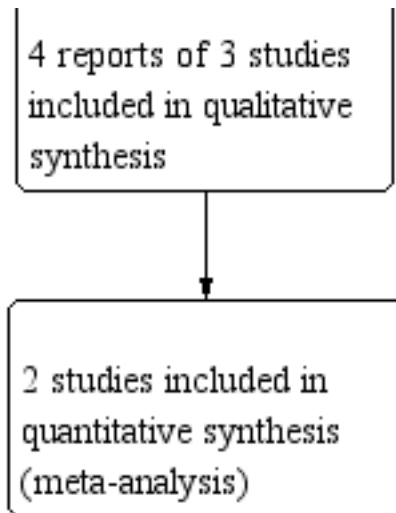 4 reports of 3 studies
included in qualitative
synthesis
2 studies included in
quantitative synthesis
(meta-analysis)